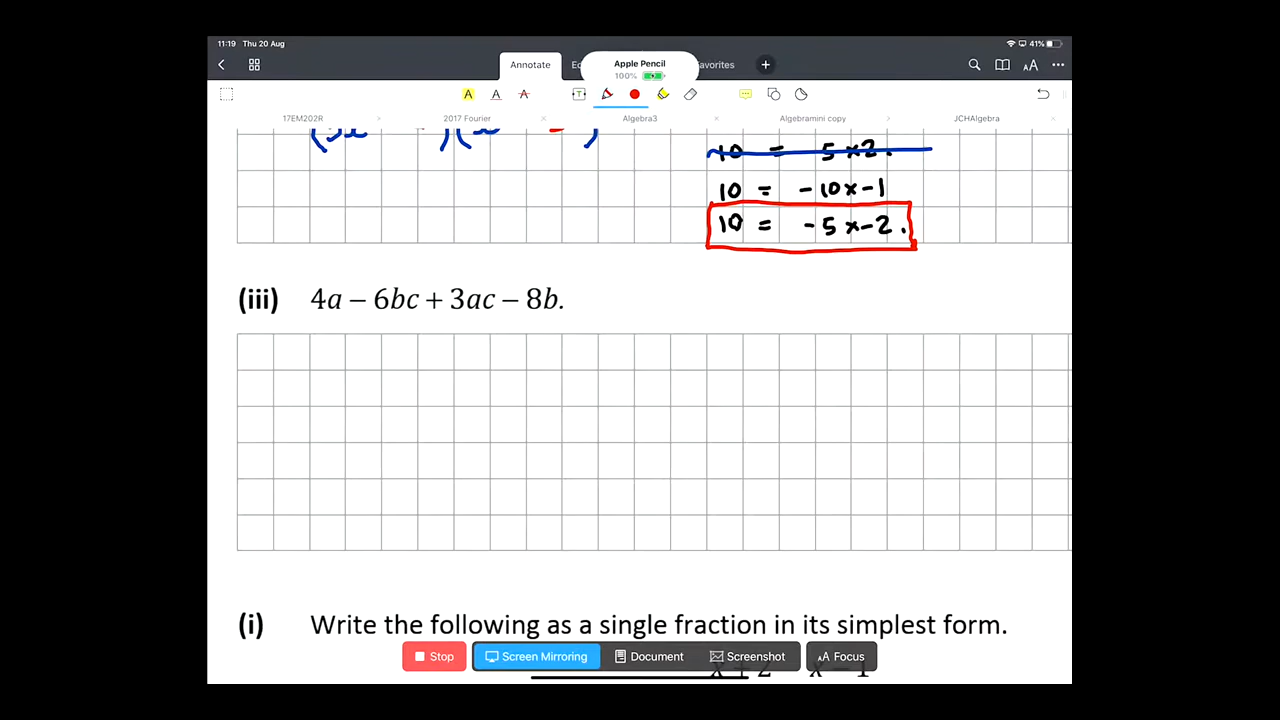 11:19 Thu 20 Aug
41%
Annotate
Apple Pencil
100%
avorites
AA
A A A T
17EM202R × 2017 Fourier × Algebra3 × Algebramini copy × JCHAlgebra ×
10 = 5 x 2.
10 = -10 x -1
10 = -5 x -2.
(iii) 4a − 6bc + 3ac − 8b.
(i) Write the following as a single fraction in its simplest form.
Stop Screen Mirroring Document Screenshot AA Focus